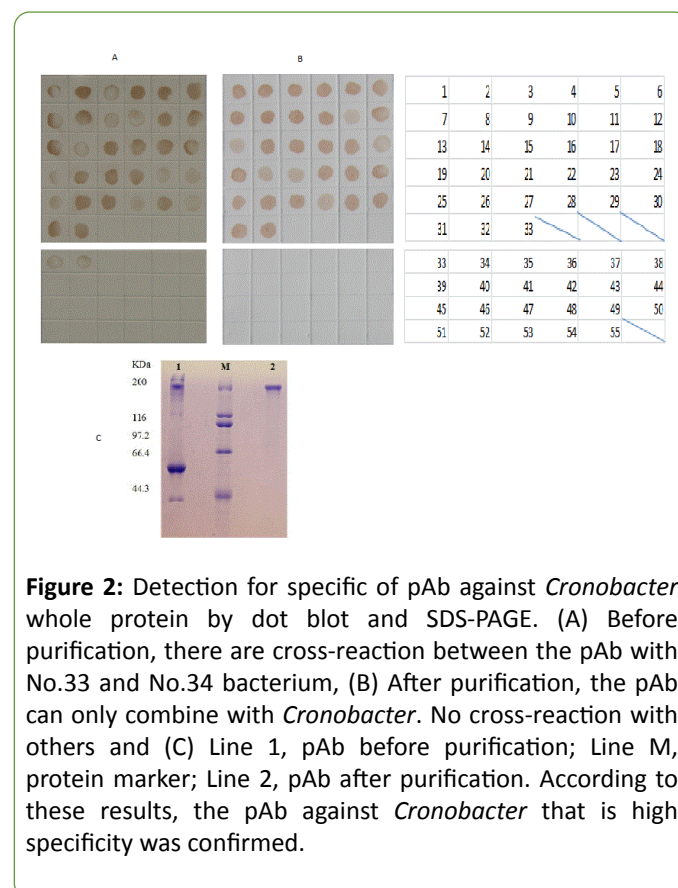 A B
1 2 3 4 5 6
7 8 9 10 11 12
13 14 15 16 17 18
19 20 21 22 23 24
25 26 27 28 29 30
31 32 33
33 34 35 36 37 38
39 40 41 42 43 44
45 46 47 48 49 50
51 52 53 54 55
KDa 1 M 2
200
116
C 97.2
66.4
44.3
Figure 2: Detection for specific of pAb against Cronobacter
whole protein by dot blot and SDS-PAGE. (A) Before
purification, there are cross-reaction between the pAb with
No.33 and No.34 bacterium, (B) After purification, the pAb
can only combine with Cronobacter. No cross-reaction with
others and (C) Line 1, pAb before purification; Line M,
protein marker; Line 2, pAb after purification. According to
these results, the pAb against Cronobacter that is high
specificity was confirmed.